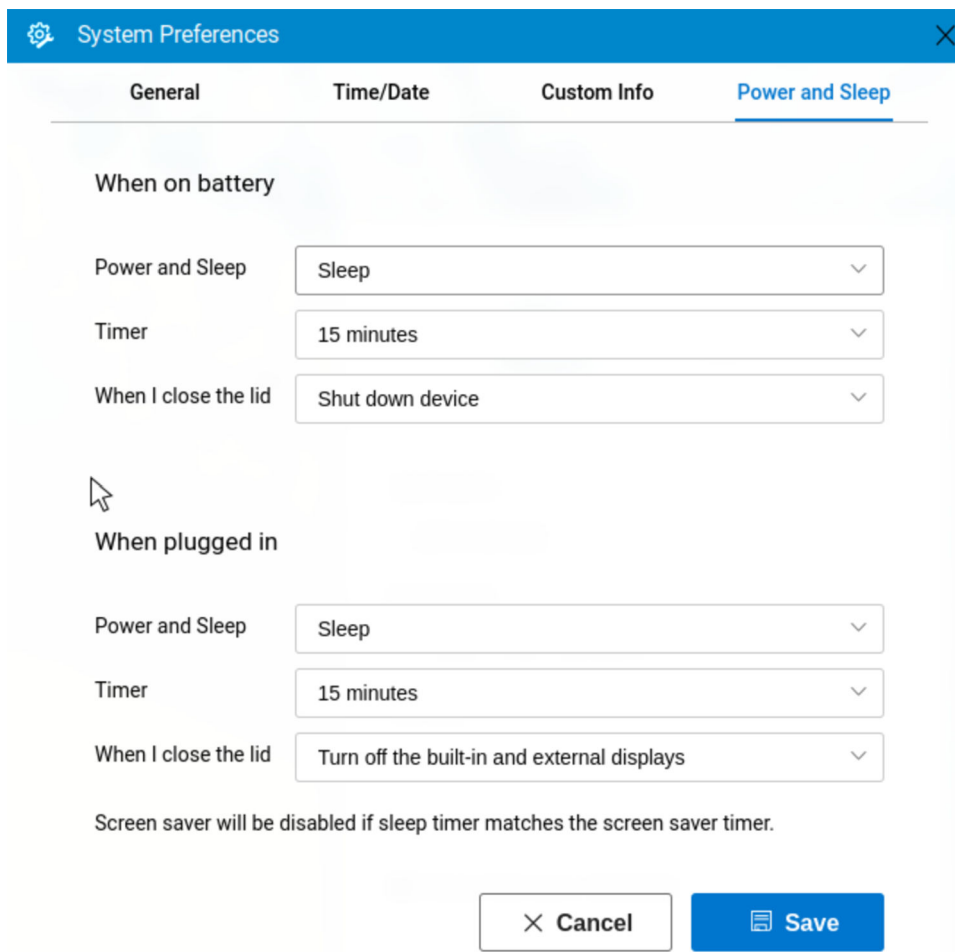 System Preferences
General Time/Date Custom Info Power and Sleep
When on battery
Power and Sleep Sleep
Timer 15 minutes
When I close the lid Shut down device
When plugged in
Power and Sleep Sleep
Timer 15 minutes
When I close the lid Turn off the built-in and external displays
Screen saver will be disabled if sleep timer matches the screen saver timer.
Cancel Save